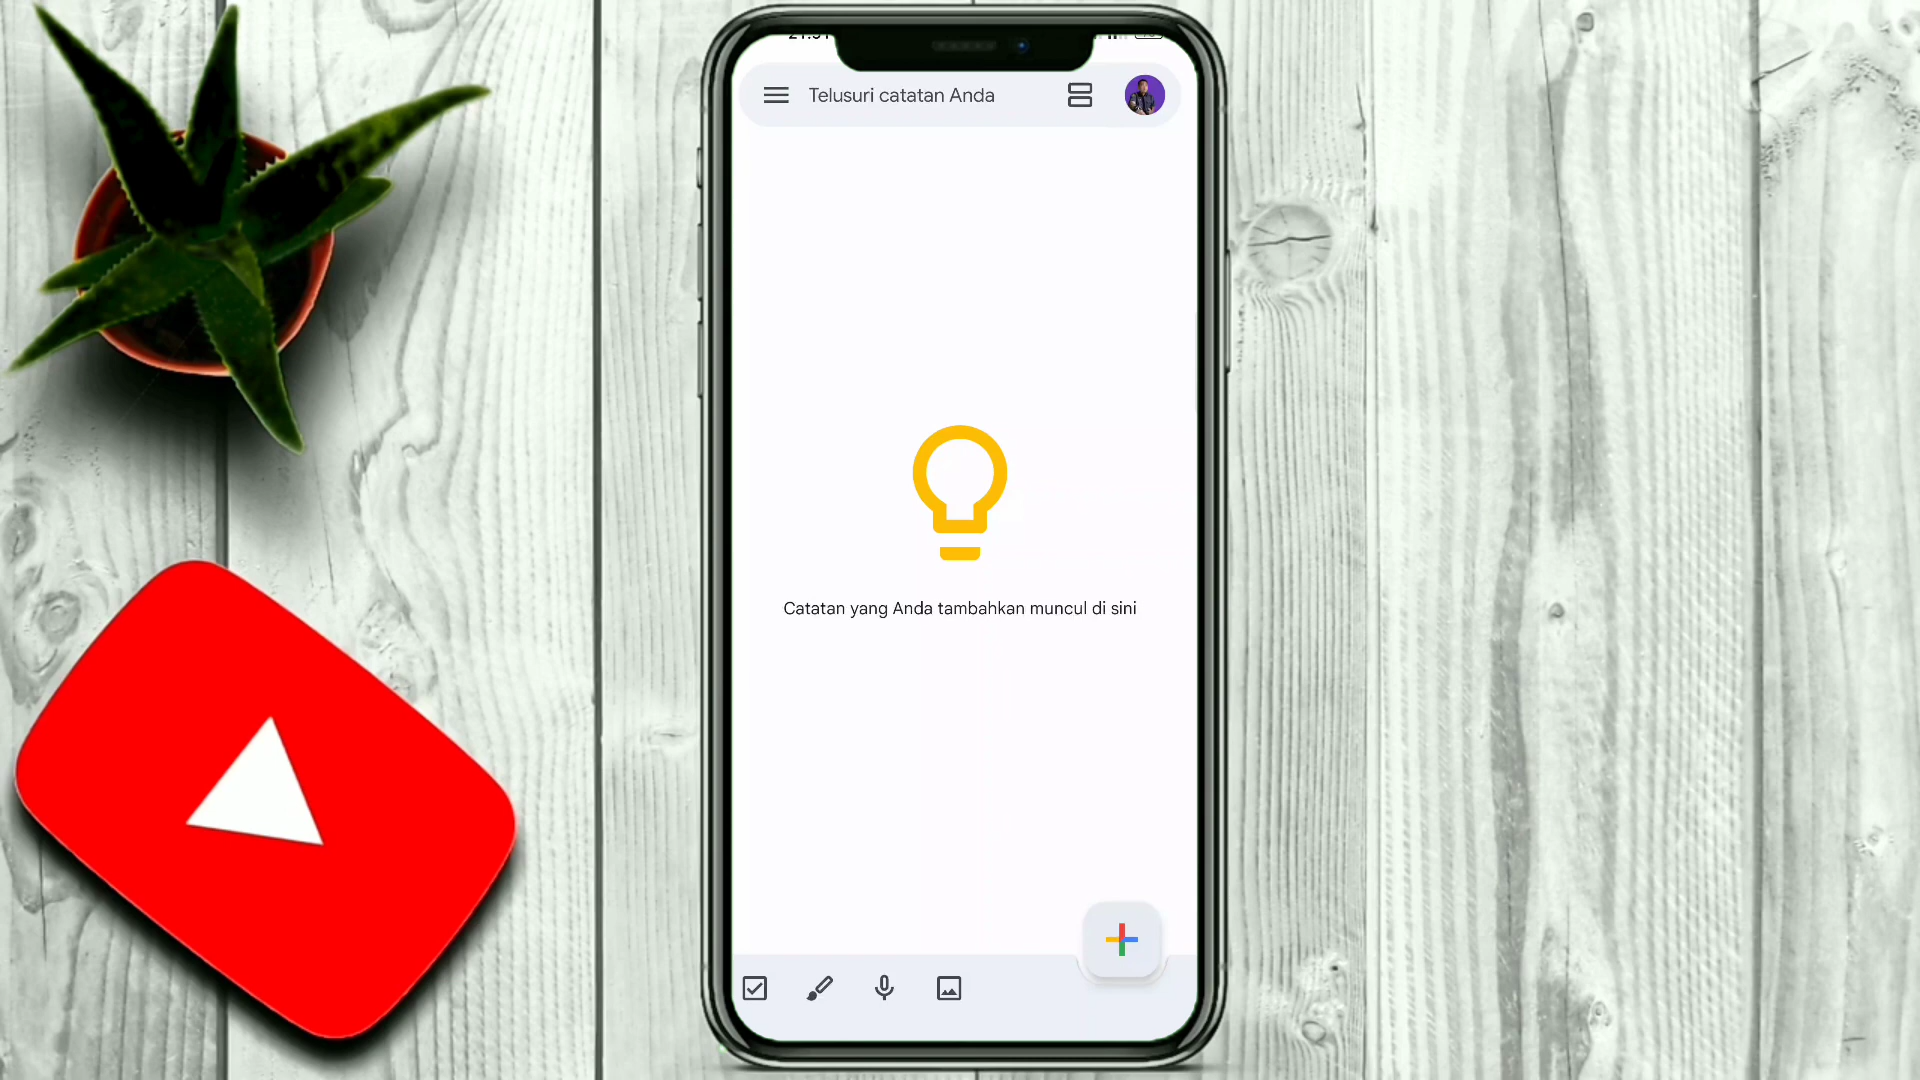 Telusuri catatan Anda
Catatan yang Anda tambahkan muncul di sini